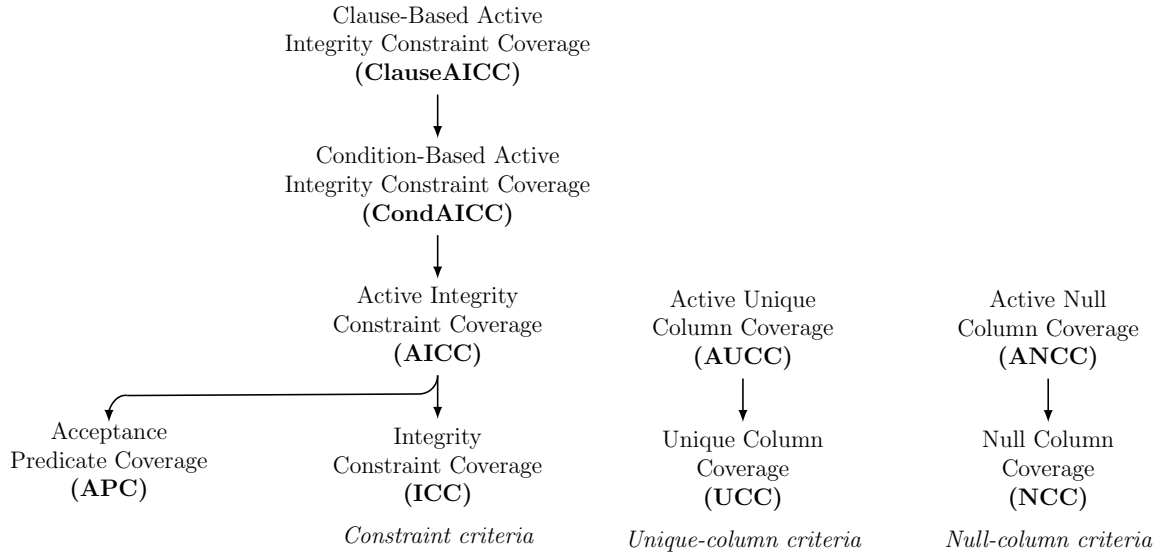 Clause-Based Active
Integrity Constraint Coverage
(ClauseAICC)
Condition-Based Active
Integrity Constraint Coverage
(CondAICC)
Active Integrity
Constraint Coverage
(AICC)
Active Unique
Column Coverage
(AUCC)
Active Null
Column Coverage
(ANCC)
Acceptance
Predicate Coverage
(APC)
Integrity
Constraint Coverage
(ICC)
Unique Column
Coverage
(UCC)
Null Column
Coverage
(NCC)
Constraint criteria
Unique-column criteria
Null-column criteria